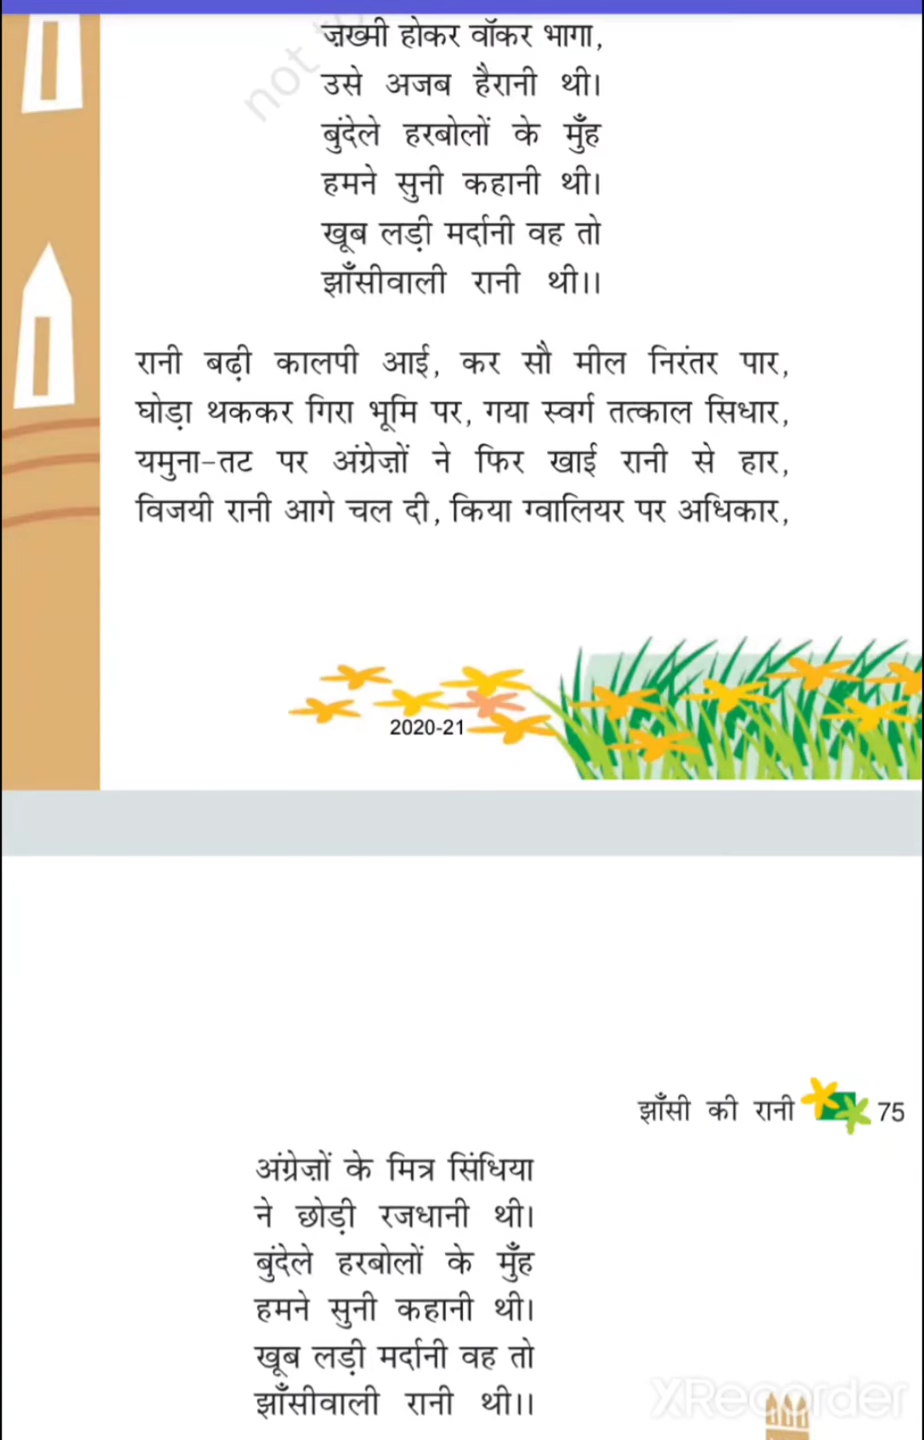 not to
ज़ख्मी होकर वॉकर भागा,
उसे अजब हैरानी थी।
बुंदेले हरबोलों के मुँह
हमने सुनी कहानी थी।
खूब लड़ी मर्दानी वह तो
झाँसीवाली रानी थी।।
रानी बढ़ी कालपी आई, कर सौ मील निरंतर पार,
घोड़ा थककर गिरा भूमि पर, गया स्वर्ग तत्काल सिधार,
यमुना-तट पर अंग्रेज़ों ने फिर खाई रानी से हार,
विजयी रानी आगे चल दी, किया ग्वालियर पर अधिकार,
2020-21
झाँसी की रानी 75
अंग्रेज़ों के मित्र सिंधिया
ने छोड़ी रजधानी थी।
बुंदेले हरबोलों के मुँह
हमने सुनी कहानी थी।
खूब लड़ी मर्दानी वह तो
झाँसीवाली रानी थी।।
XRecorder